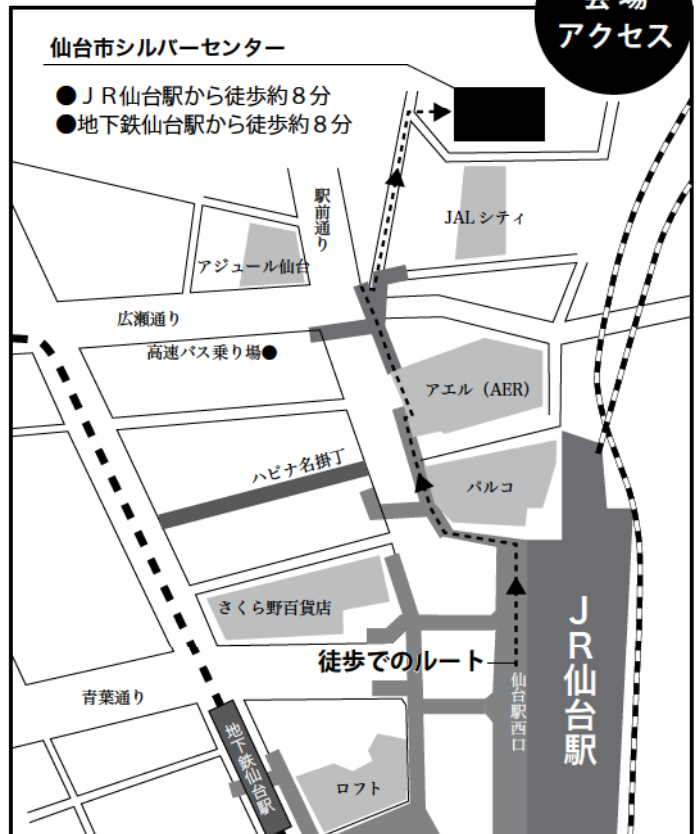 会場
アクセス
仙台市シルバーセンター
●ＪＲ仙台駅から徒歩約８分
●地下鉄仙台駅から徒歩約８分
駅前通り
JALシティ
アジュール仙台
広瀬通り
高速バス乗り場●
アエル（AER）
ハピナ名掛丁
パルコ
さくら野百貨店
ＪＲ仙台駅
徒歩でのルート
仙台駅西口
青葉通り
地下鉄仙台駅
ロフト